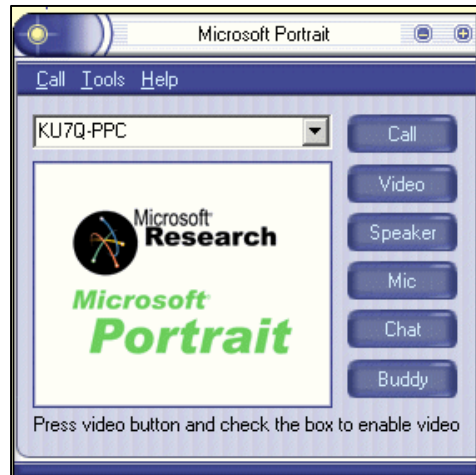 Microsoft Portrait
Call Tools Help
KU7Q-PPC
Call
Video
Speaker
Mic
Chat
Buddy
Microsoft
Research
Microsoft
Portrait
Press video button and check the box to enable video